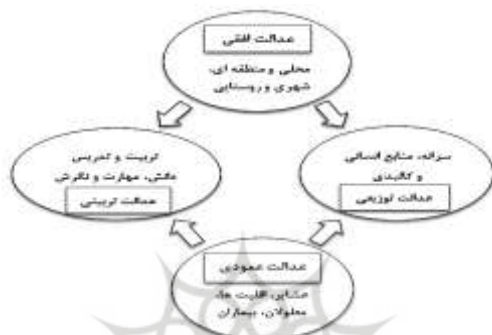 عدالت افقی
محلی و منطقه ای،
شهری و روستایی
سرانه، منابع انسانی
و کالبدی
عدالت توزیعی
تربیت و تدریس
دانش، مهارت و نگرش
عدالت تربیتی
عدالت عمودی
عشایر، اقلیت ها،
معلولان، بیماران